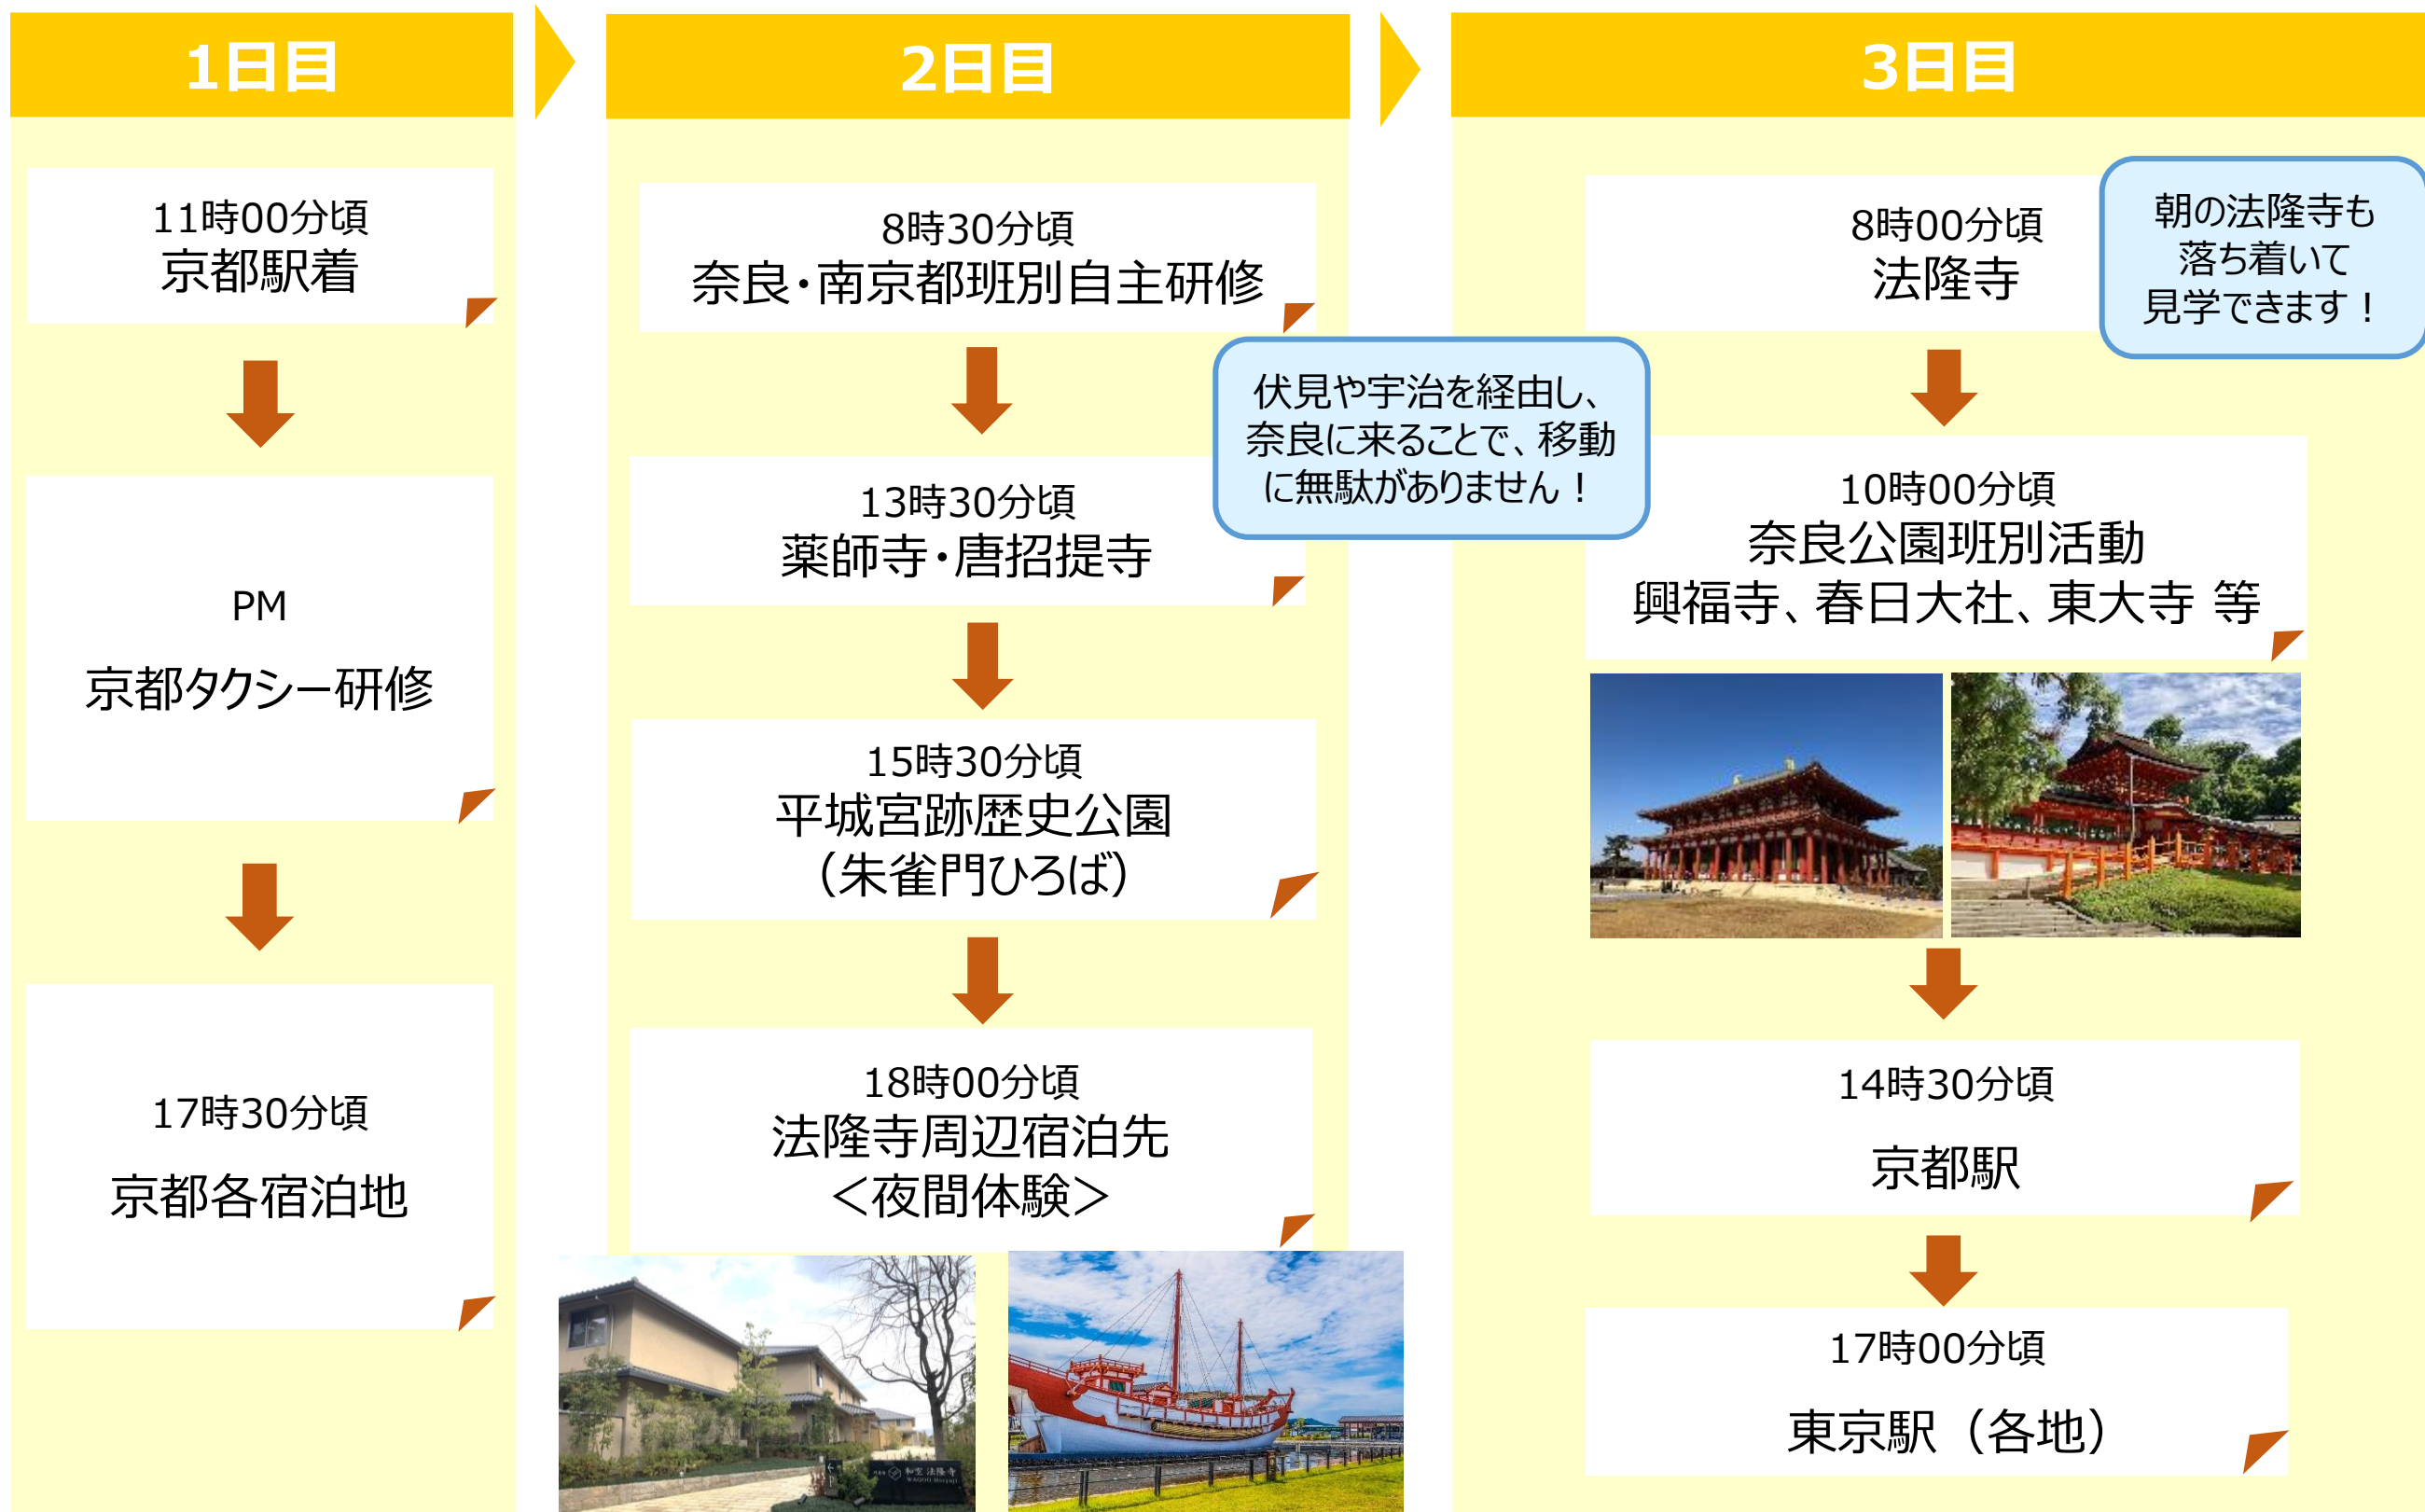 1日目
11時00分頃
京都駅着
PM
京都タクシー研修
17時30分頃
京都各宿泊地
2日目
8時30分頃
奈良・南京都班別自主研修
伏見や宇治を経由し、
奈良に来ることで、移動
に無駄がありません！
13時30分頃
薬師寺・唐招提寺
15時30分頃
平城宮跡歴史公園
（朱雀門ひろば）
18時00分頃
法隆寺周辺宿泊先
＜夜間体験＞
和空 法隆寺
WAQOO Horyuji
P
3日目
8時00分頃
法隆寺
朝の法隆寺も
落ち着いて
見学できます！
10時00分頃
奈良公園班別活動
興福寺、春日大社、東大寺 等
14時30分頃
京都駅
17時00分頃
東京駅（各地）